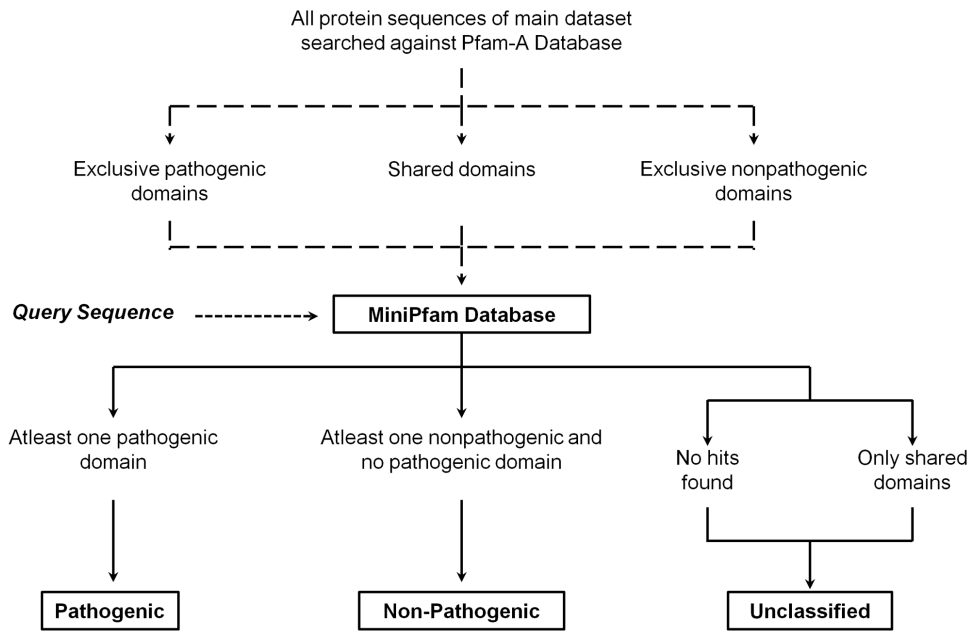 All protein sequences of main dataset
searched against Pfam-A Database
Exclusive pathogenic
domains
Shared domains
Exclusive nonpathogenic
domains
Query Sequence
MiniPfam Database
Atleast one pathogenic
domain
Atleast one nonpathogenic and
no pathogenic domain
No hits
found
Only shared
domains
Pathogenic
Non-Pathogenic
Unclassified